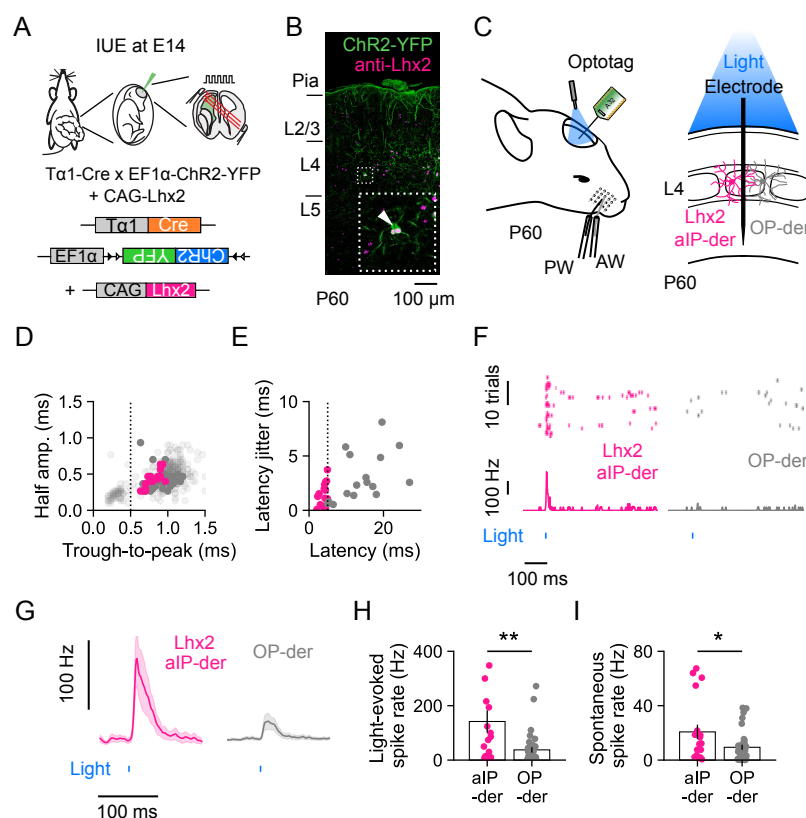 A
IUE at E14
Tα1-Cre x EF1α-ChR2-YFP
+ CAG-Lhx2
Tα1 Cre
EF1α YFP ChR2
+ CAG Lhx2
B
ChR2-YFP
anti-Lhx2
Pia
L2/3
L4
L5
P60
100 µm
C
Optotag
A32
P60
PW
AW
Light
Electrode
L4
Lhx2
aIP-der
OP-der
P60
D
Half amp. (ms)
1.5
1.0
0.5
0.0
0.0 0.5 1.0 1.5
Trough-to-peak (ms)
E
Latency jitter (ms)
10
5
0
0 20
Latency (ms)
F
10 trials
100 Hz
Lhx2
aIP-der
OP-der
Light
100 ms
G
100 Hz
Lhx2
aIP-der
OP-der
Light
100 ms
H
Light-evoked
spike rate (Hz)
400
200
0
**
aIP
-der
OP
-der
I
Spontaneous
spike rate (Hz)
80
40
0
*
aIP
-der
OP
-der